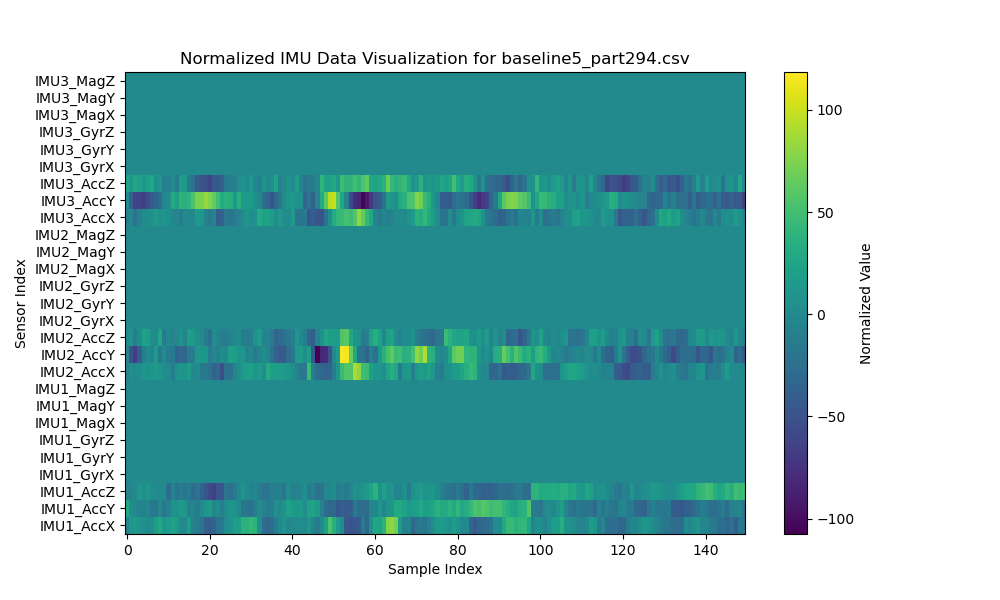 Normalized IMU Data Visualization for baseline5_part294.csv
Sensor Index
IMU3_MagZ
IMU3_MagY
IMU3_MagX
IMU3_GyrZ
IMU3_GyrY
IMU3_GyrX
IMU3_AccZ
IMU3_AccY
IMU3_AccX
IMU2_MagZ
IMU2_MagY
IMU2_MagX
IMU2_GyrZ
IMU2_GyrY
IMU2_GyrX
IMU2_AccZ
IMU2_AccY
IMU2_AccX
IMU1_MagZ
IMU1_MagY
IMU1_MagX
IMU1_GyrZ
IMU1_GyrY
IMU1_GyrX
IMU1_AccZ
IMU1_AccY
IMU1_AccX
0 20 40 60 80 100 120 140
Sample Index
100
50
0
−50
−100
Normalized Value